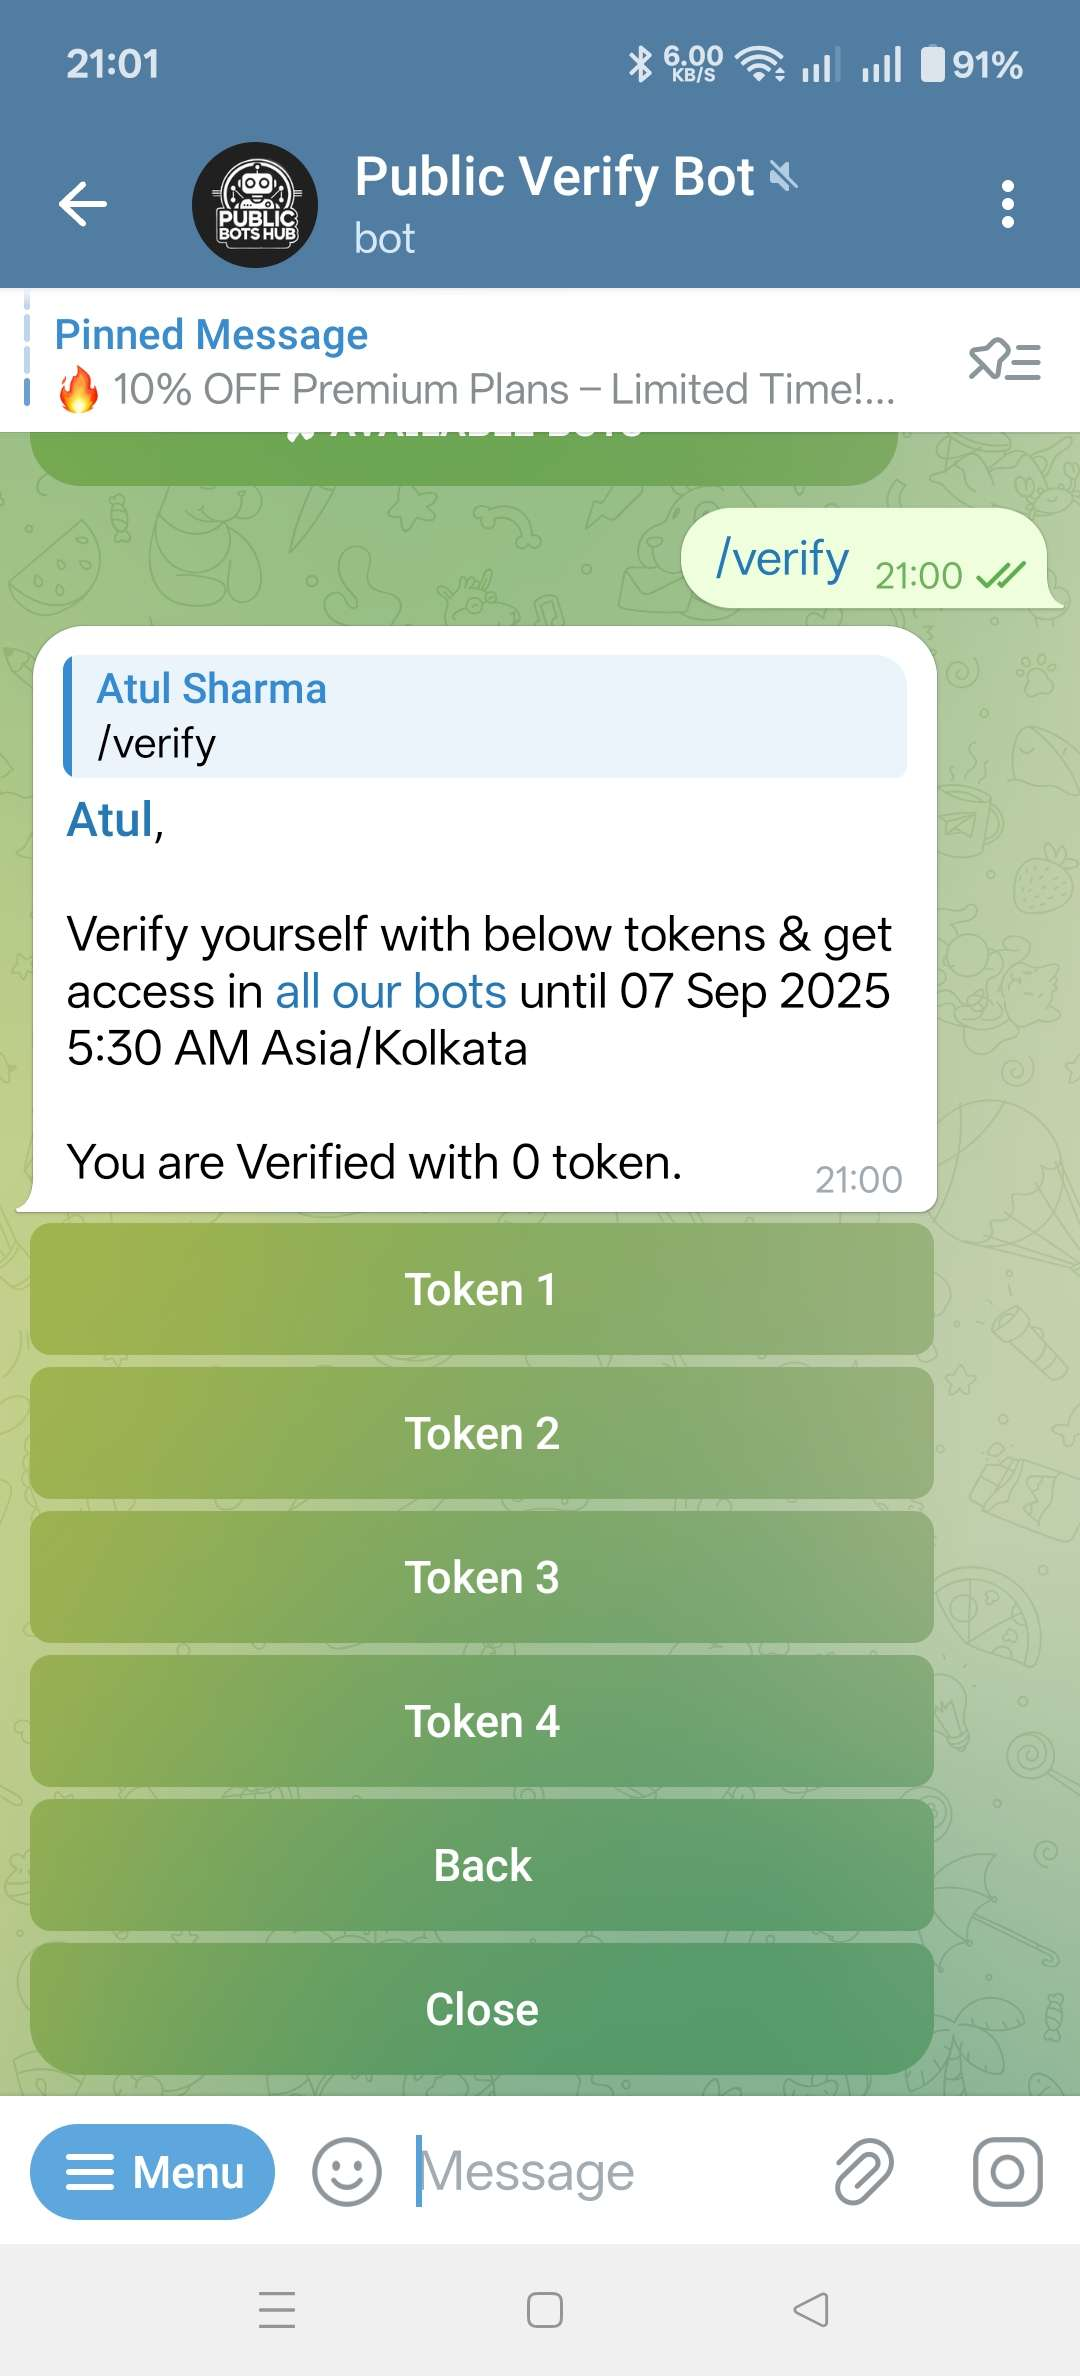 21:01
6.00
KB/S
91%
PUBLIC
BOTS HUB
Public Verify Bot
bot
Pinned Message
🔥 10% OFF Premium Plans – Limited Time!...
AVAILABLE BOTS
/verify 21:00
Atul Sharma
/verify
Atul,
Verify yourself with below tokens & get
access in all our bots until 07 Sep 2025
5:30 AM Asia/Kolkata
You are Verified with 0 token.
21:00
Token 1
Token 2
Token 3
Token 4
Back
Close
Menu
Message